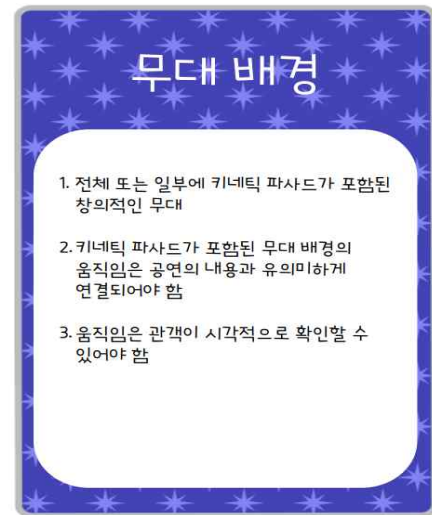 무대 배경
1. 전체 또는 일부에 키네틱 파사드가 포함된
창의적인 무대
2. 키네틱 파사드가 포함된 무대 배경의
움직임은 공연의 내용과 유의미하게
연결되어야 함
3. 움직임은 관객이 시각적으로 확인할 수
있어야 함